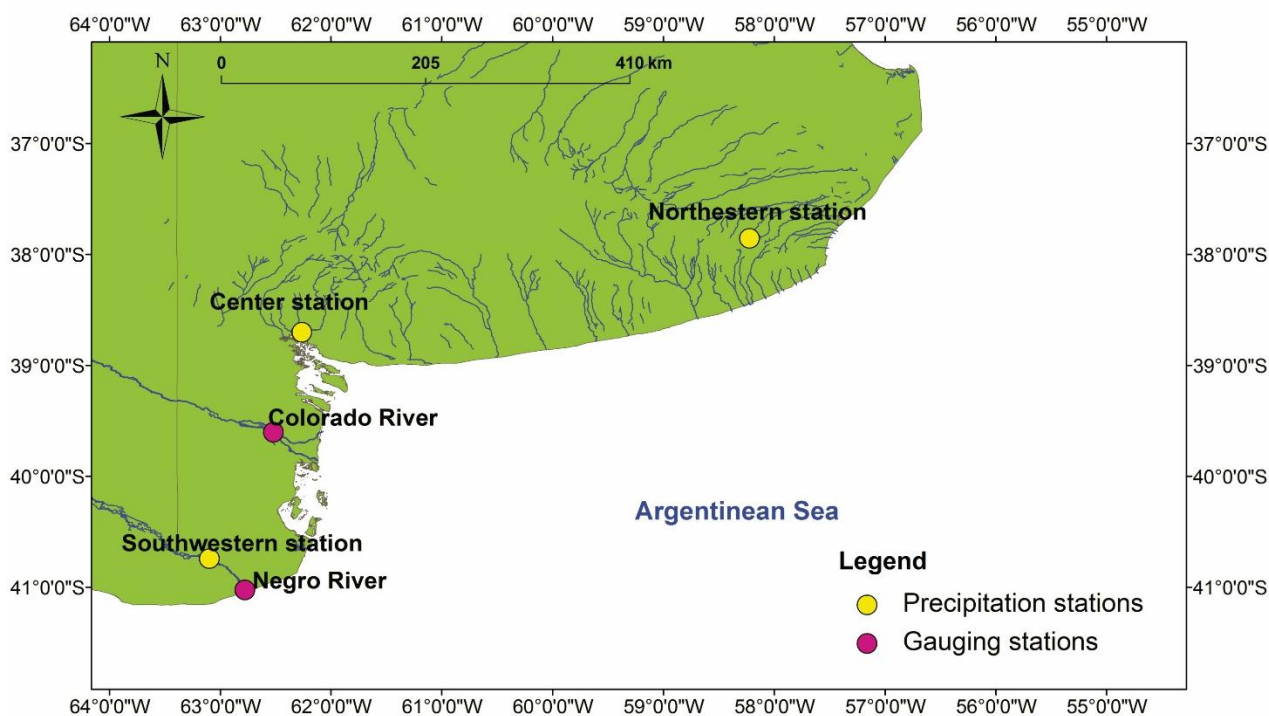 64°0'0"W 63°0'0"W 62°0'0"W 61°0'0"W 60°0'0"W 59°0'0"W 58°0'0"W 57°0'0"W 56°0'0"W 55°0'0"W
N
0 205 410 km
37°0'0"S 37°0'0"S
Northestern station
38°0'0"S 38°0'0"S
Center station
39°0'0"S 39°0'0"S
Colorado River
40°0'0"S 40°0'0"S
Argentinean Sea
Southwestern station
Legend
Negro River
41°0'0"S 41°0'0"S
Precipitation stations
Gauging stations
64°0'0"W 63°0'0"W 62°0'0"W 61°0'0"W 60°0'0"W 59°0'0"W 58°0'0"W 57°0'0"W 56°0'0"W 55°0'0"W